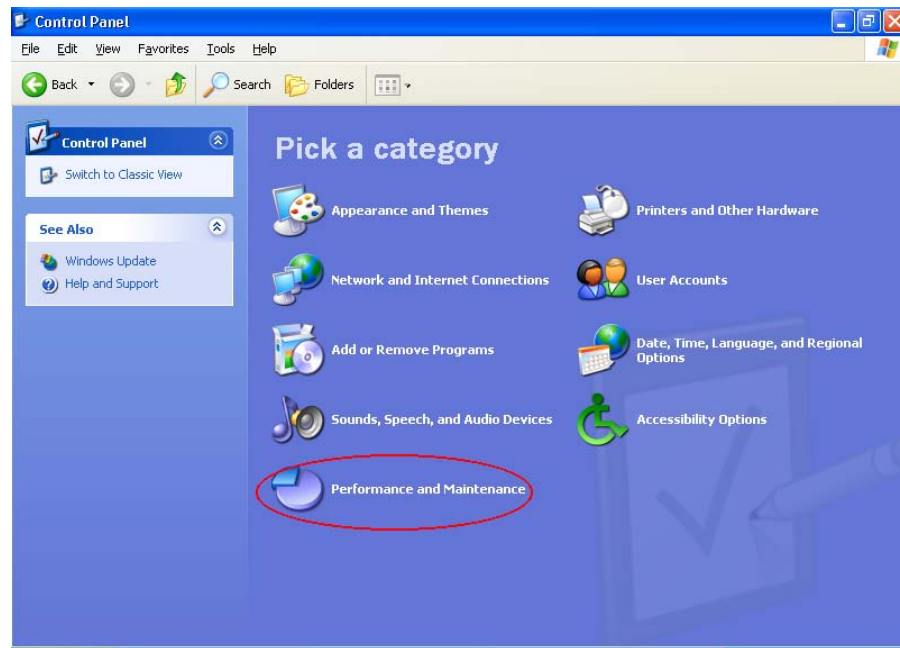 Control Panel
File Edit View Favorites Tools Help
Back Search Folders
Control Panel
Switch to Classic View
See Also
Windows Update
Help and Support
Pick a category
Appearance and Themes
Printers and Other Hardware
Network and Internet Connections
User Accounts
Add or Remove Programs
Date, Time, Language, and Regional
Options
Sounds, Speech, and Audio Devices
Accessibility Options
Performance and Maintenance